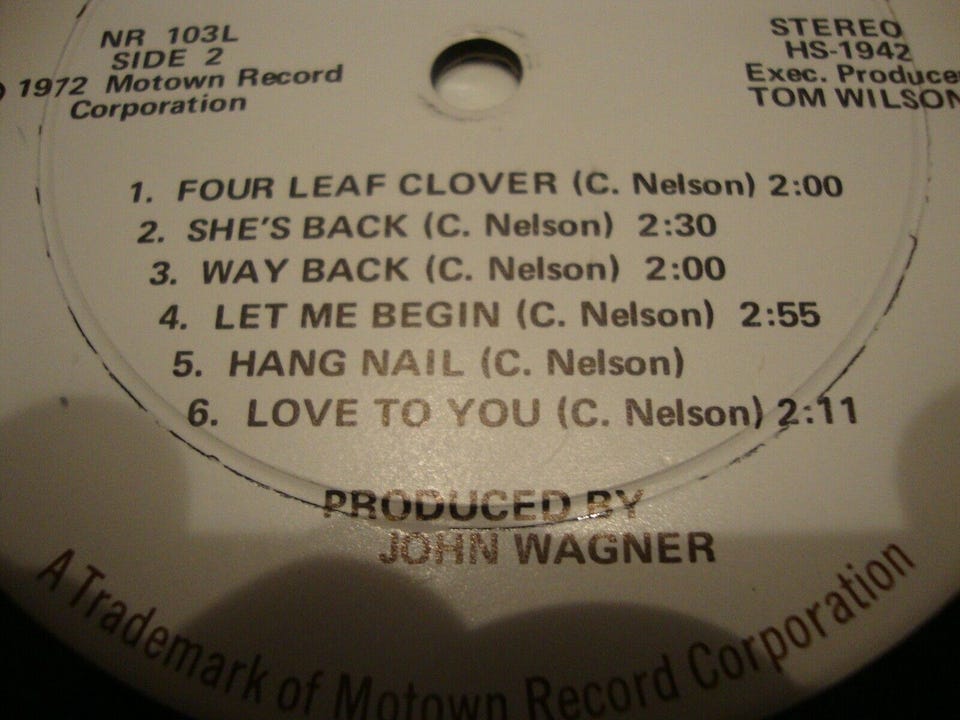 NR 103L
SIDE 2
1972 Motown Record
Corporation
STEREO
HS-1942
Exec. Produce
TOM WILSON
1. FOUR LEAF CLOVER (C. Nelson) 2:00
2. SHE'S BACK (C. Nelson) 2:30
3. WAY BACK (C. Nelson) 2:00
4. LET ME BEGIN (C. Nelson) 2:55
5. HANG NAIL (C. Nelson)
6. LOVE TO YOU (C. Nelson) 2:11
PRODUCED BY
JOHN WAGNER
A Trademark of Motown Record Corporation